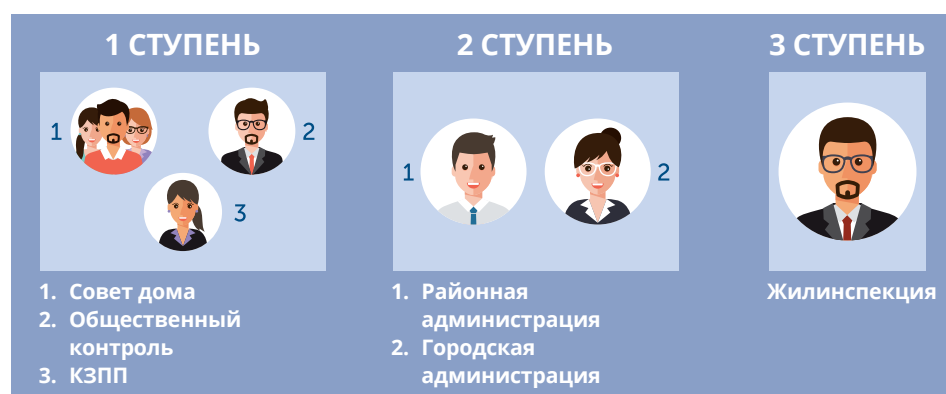 1 СТУПЕНЬ
1
2
3
1. Совет дома
2. Общественный
контроль
3. КЗПП
2 СТУПЕНЬ
1
2
1. Районная
администрация
2. Городская
администрация
3 СТУПЕНЬ
Жилинспекция